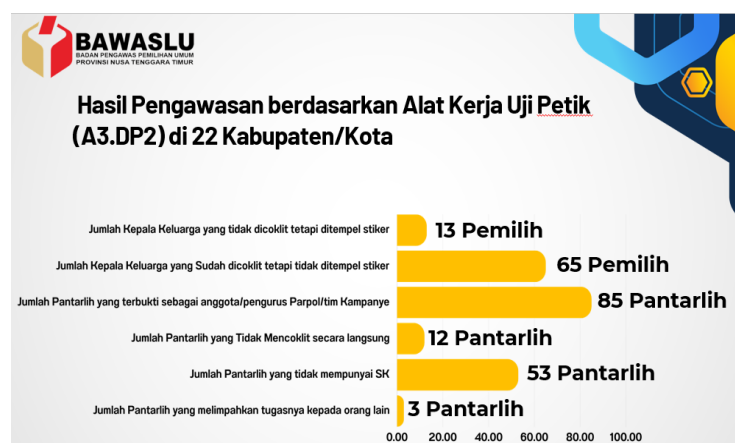 BAWASLU
BADAN PENGAWAS PEMILIHAN UMUM
PROVINSI NUSA TENGGARA TIMUR
Hasil Pengawasan berdasarkan Alat Kerja Uji Petik
(A3.DP2) di 22 Kabupaten/Kota
Jumlah Kepala Keluarga yang tidak dicoklit tetapi ditempel stiker 13 Pemilih
Jumlah Kepala Keluarga yang Sudah dicoklit tetapi tidak ditempel stiker 65 Pemilih
Jumlah Pantarlih yang terbukti sebagai anggota/pengurus Parpol/tim Kampanye 85 Pantarlih
Jumlah Pantarlih yang Tidak Mencoklit secara langsung 12 Pantarlih
Jumlah Pantarlih yang tidak mempunyai SK 53 Pantarlih
Jumlah Pantarlih yang melimpahkan tugasnya kepada orang lain 3 Pantarlih
0.00 20.00 40.00 60.00 80.00 100.00